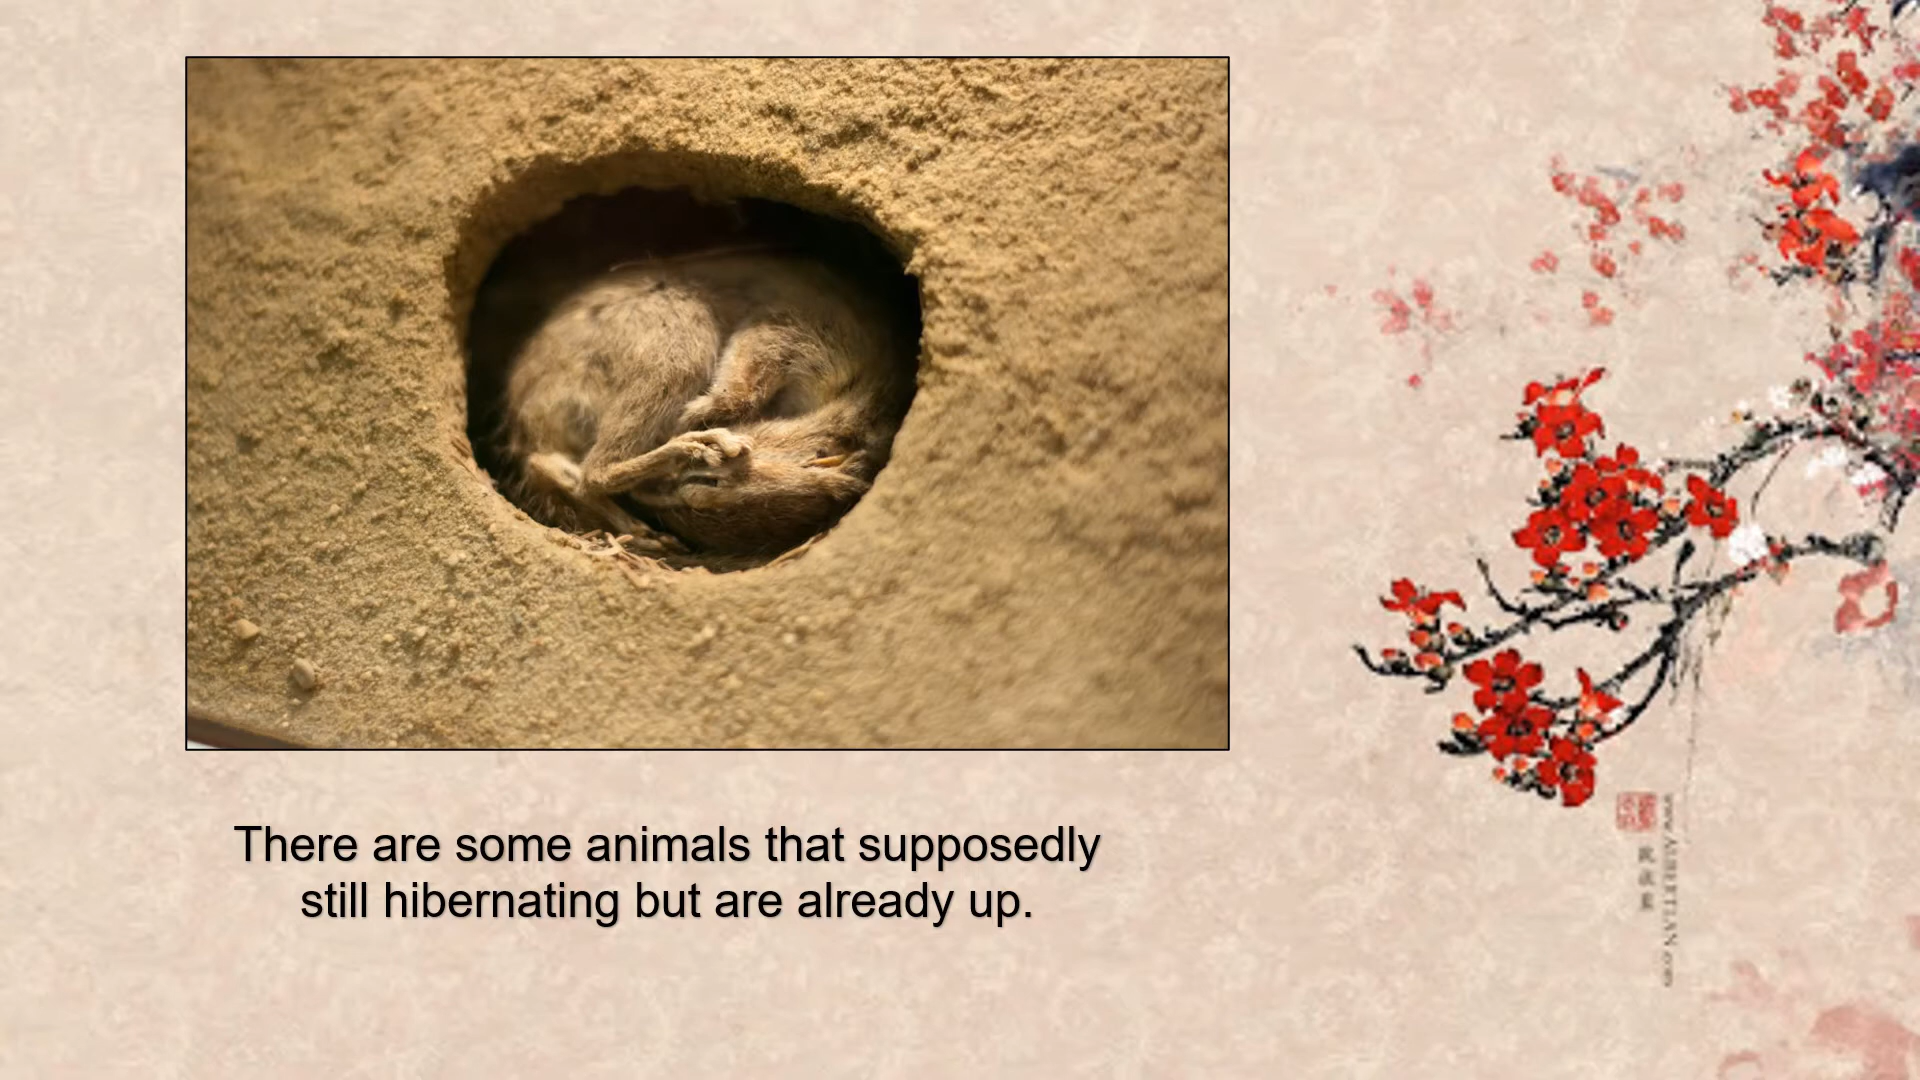 There are some animals that supposedly
still hibernating but are already up.